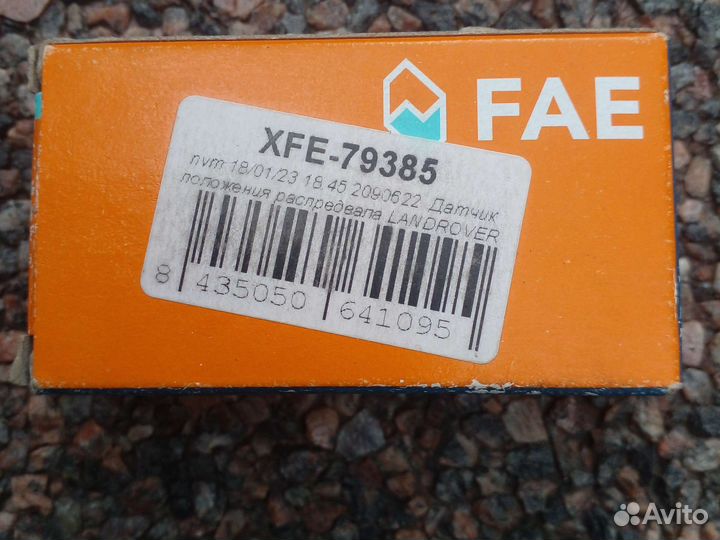 FAE
XFE-79385
nvm 18/01/23 18:45 2090622 Датчик
положения распредвала LANDROVER
8 435050 641095
Avito